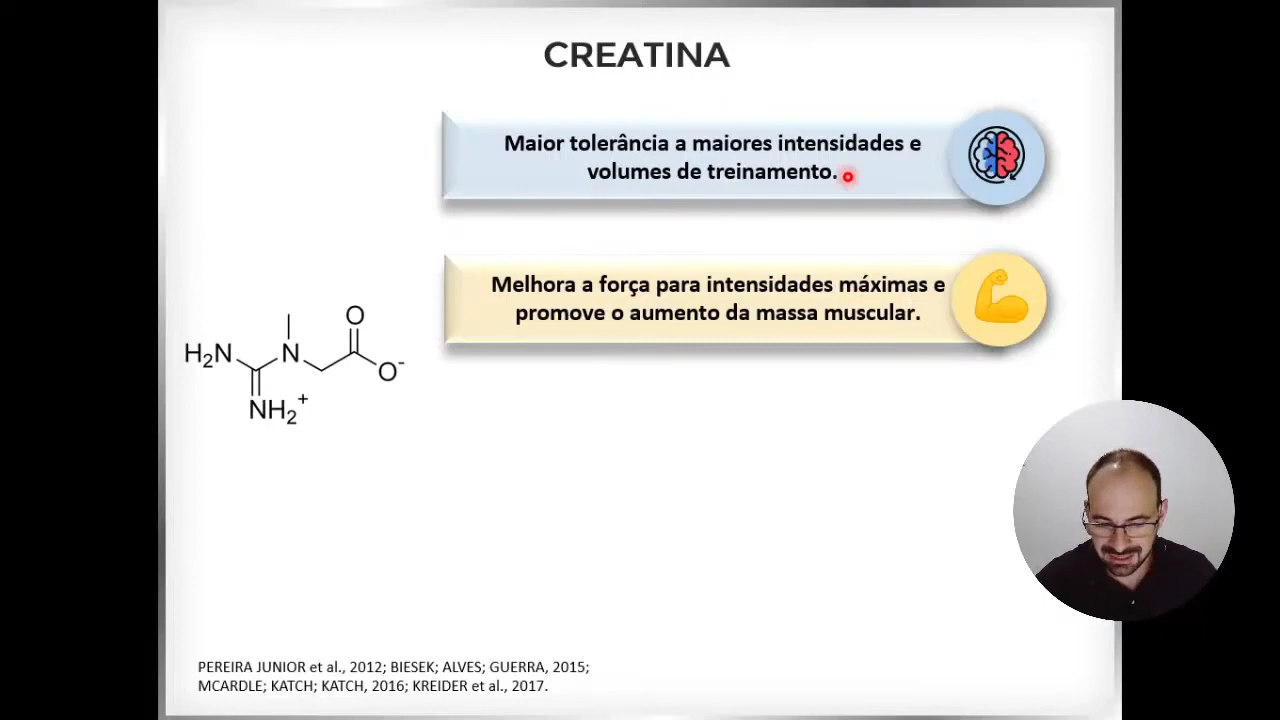 CREATINA
Maior tolerância a maiores intensidades e
volumes de treinamento.
Melhora a força para intensidades máximas e
promove o aumento da massa muscular.
O
H2N
N
O-
NH2+
PEREIRA JUNIOR et al., 2012; BIESEK; ALVES; GUERRA, 2015;
MCARDLE; KATCH; KATCH, 2016; KREIDER et al., 2017.